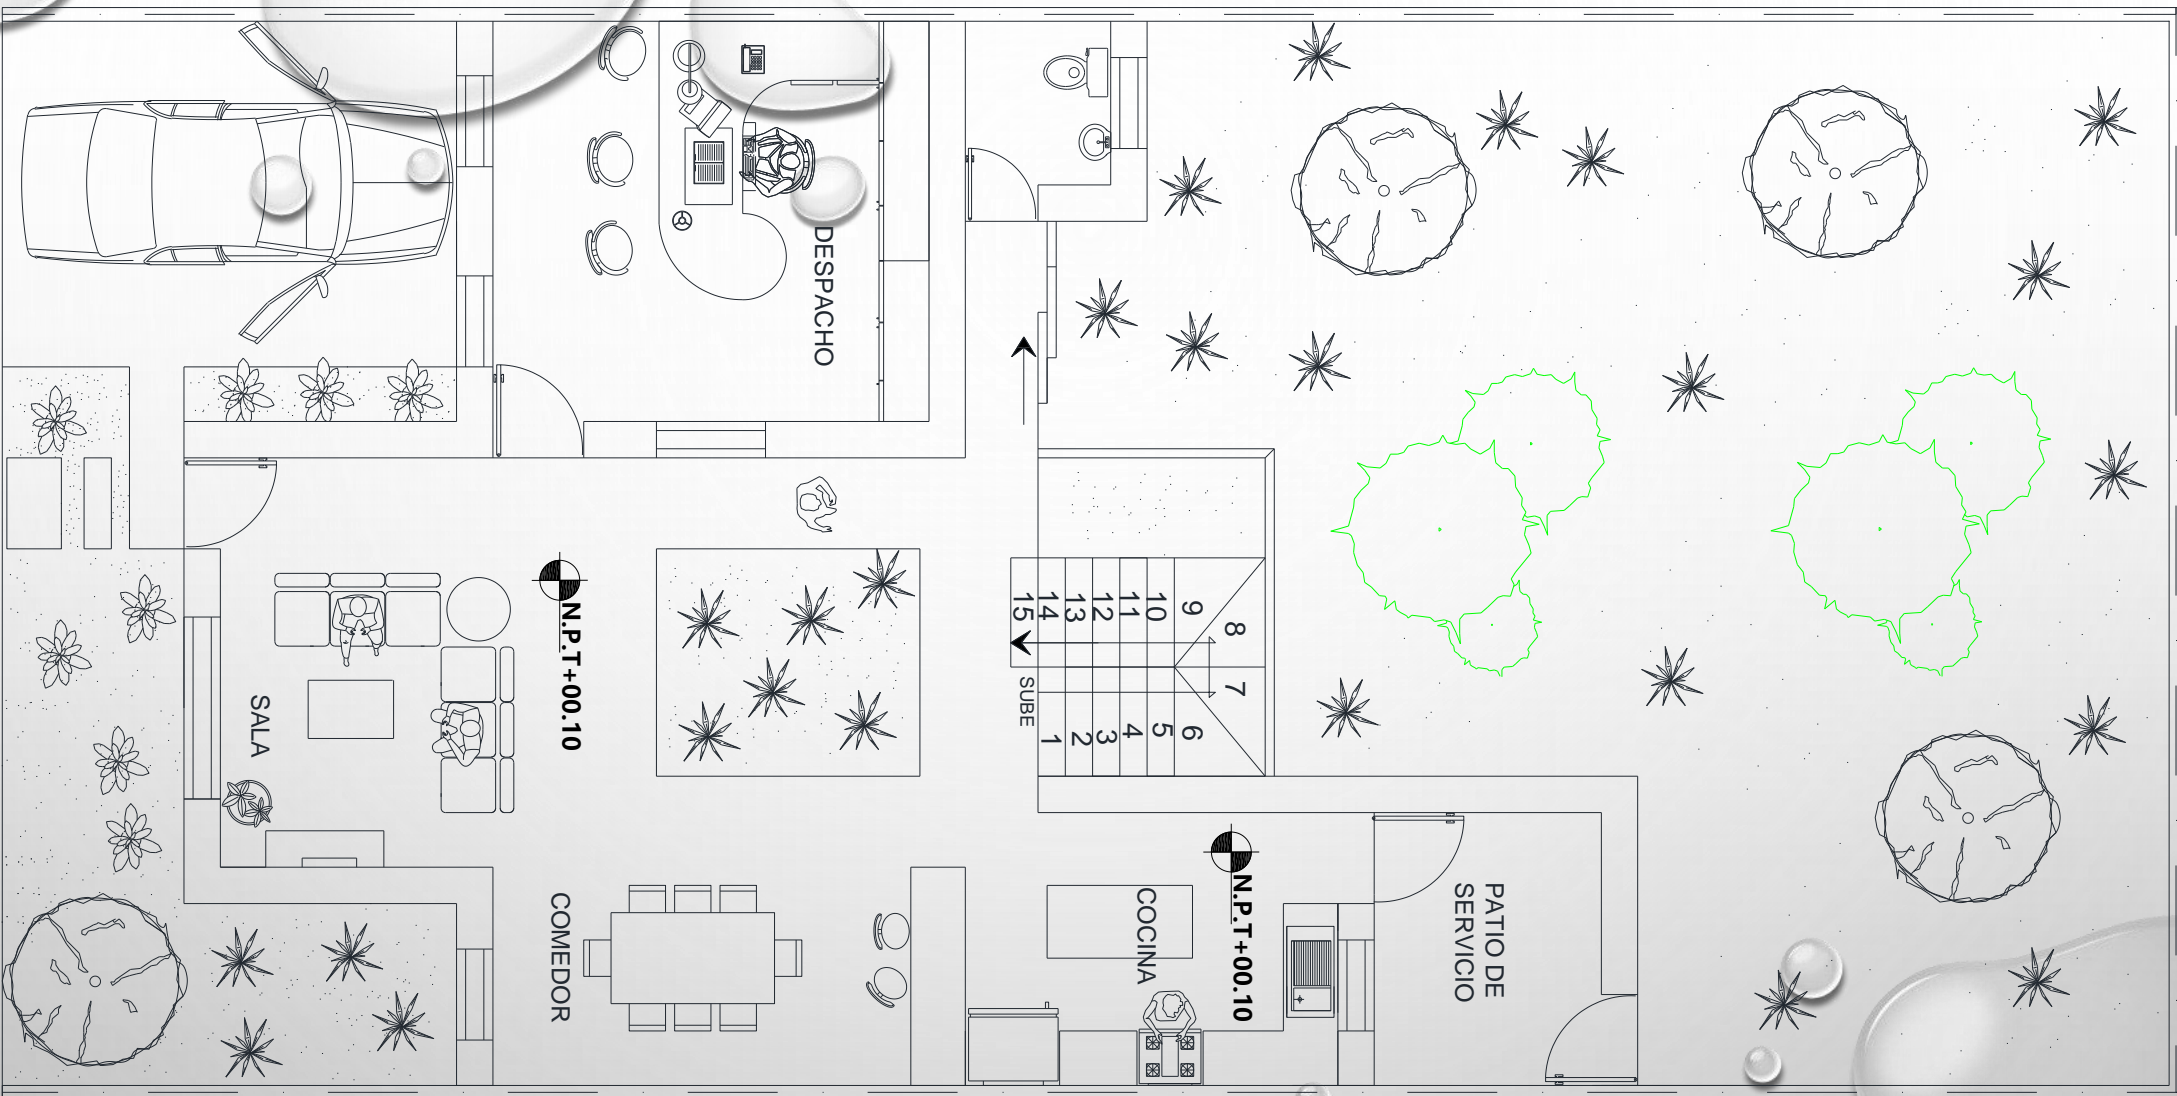 DESPACHO
SALA
N.P.T+00.10
15
14
13
12
11
10
9
8
7
6
5
4
3
2
1
SUBE
COMEDOR
COCINA
N.P.T+00.10
PATIO DE
SERVICIO